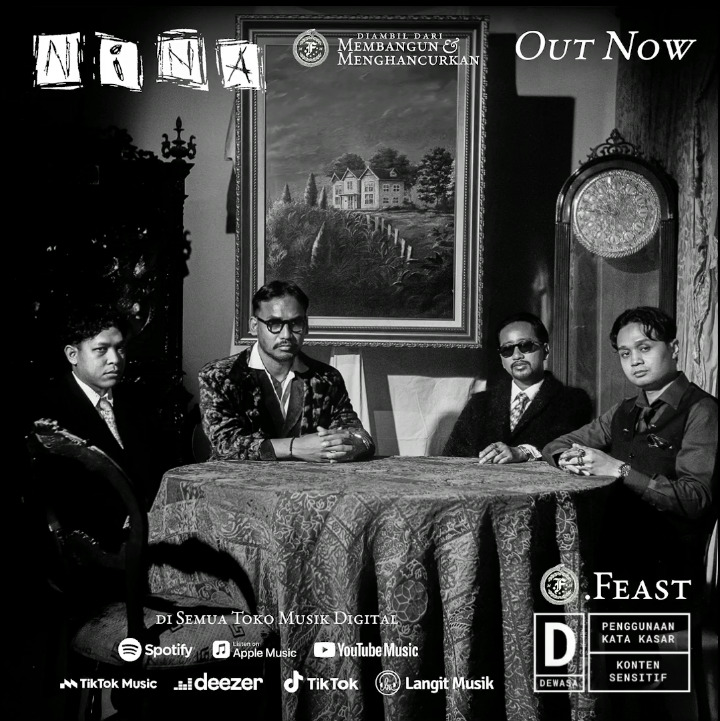 NiNA
DIAMBIL DARI
MEMBANGUN &
MENGHANCURKAN
OUT NOW
.FEAST
DI SEMUA TOKO MUSIK DIGITAL
Spotify
Listen on
Apple Music
YouTube Music
TikTok Music
deezer
TikTok
Langit Musik
D
DEWASA
PENGGUNAAN
KATA KASAR
KONTEN
SENSITIF